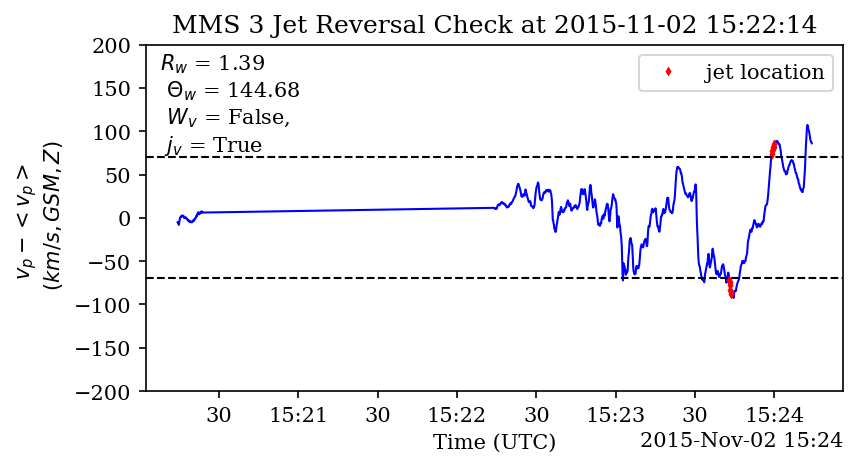 MMS 3 Jet Reversal Check at 2015-11-02 15:22:14
R_w = 1.39
Θ_w = 144.68
W_v = False,
j_v = True
jet location
v_p − < v_p >
(km/s, GSM, Z)
200
150
100
50
0
−50
−100
−150
−200
30 15:21 30 15:22 30 15:23 30 15:24
Time (UTC)
2015-Nov-02 15:24